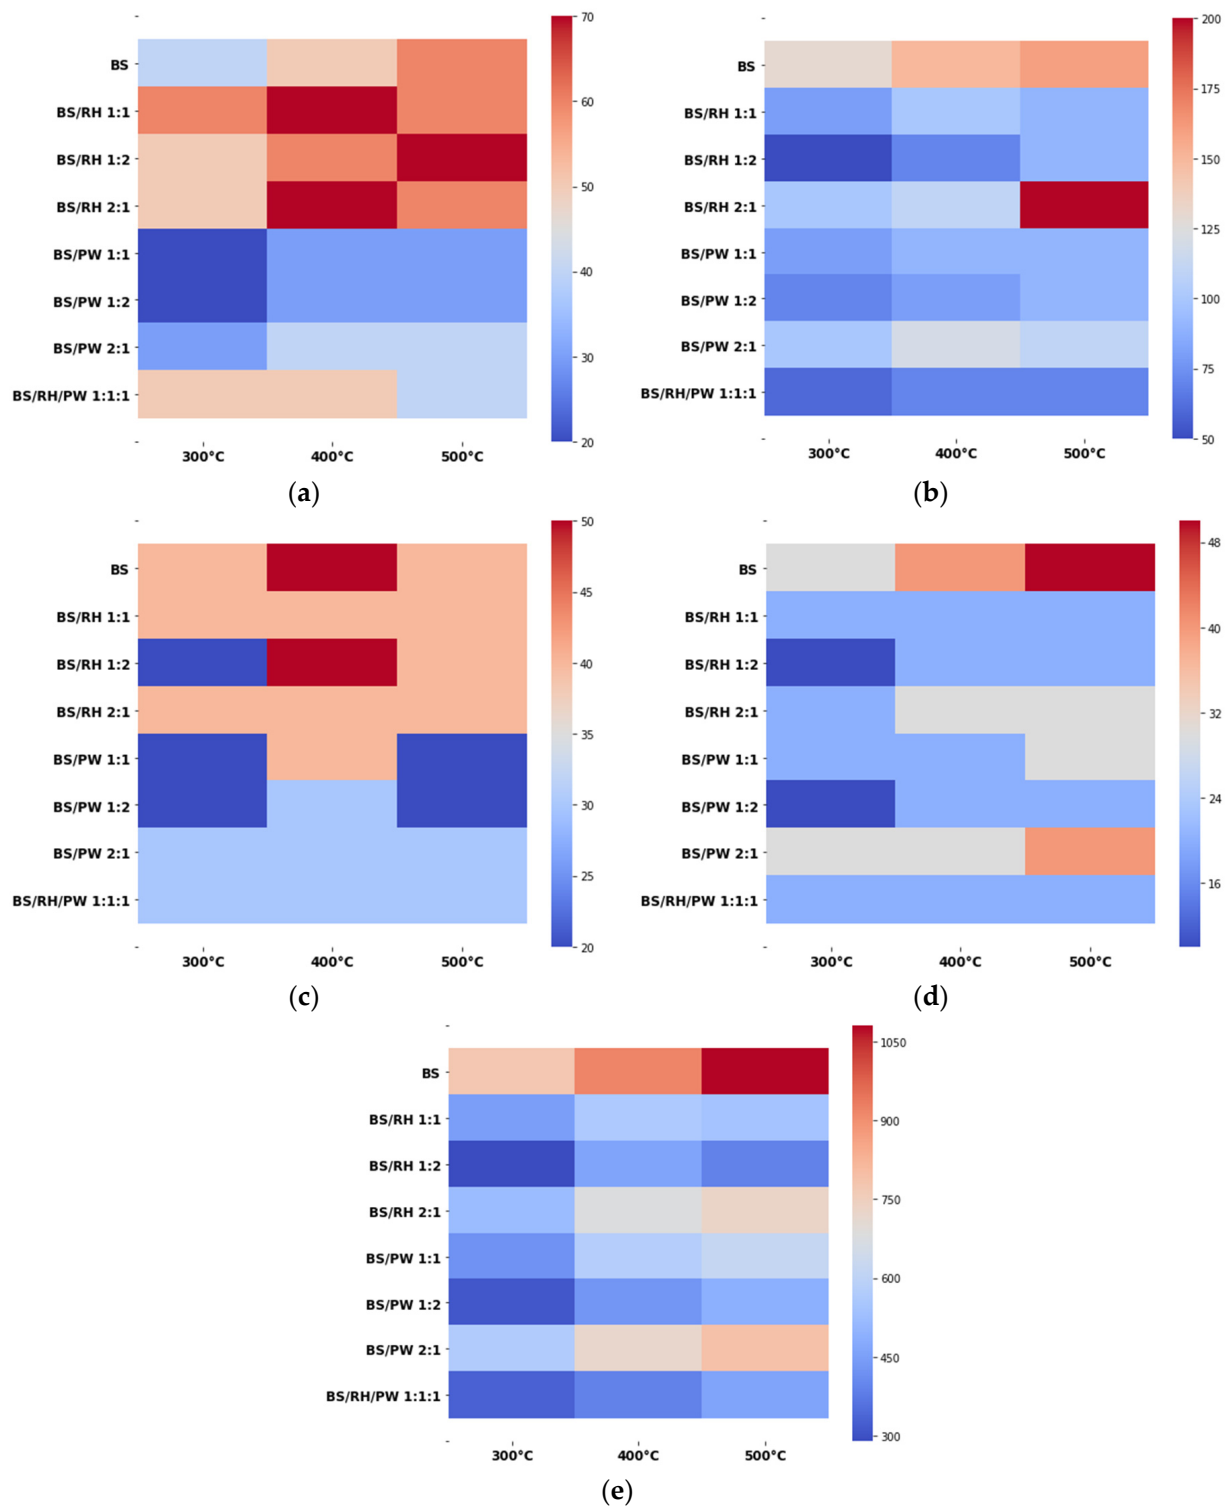 70
BS
60
BS/RH 1:1
BS/RH 1:2
50
BS/RH 2:1
BS/PW 1:1
40
BS/PW 1:2
BS/PW 2:1
30
BS/RH/PW 1:1:1
20
300°C 400°C 500°C
(a)
200
BS
175
BS/RH 1:1
150
BS/RH 1:2
BS/RH 2:1
125
BS/PW 1:1
100
BS/PW 1:2
BS/PW 2:1
75
BS/RH/PW 1:1:1
50
300°C 400°C 500°C
(b)
50
BS
45
BS/RH 1:1
BS/RH 1:2
40
BS/RH 2:1
35
BS/PW 1:1
BS/PW 1:2
30
BS/PW 2:1
25
BS/RH/PW 1:1:1
20
300°C 400°C 500°C
(c)
48
BS
BS/RH 1:1
40
BS/RH 1:2
BS/RH 2:1
32
BS/PW 1:1
24
BS/PW 1:2
BS/PW 2:1
16
BS/RH/PW 1:1:1
300°C 400°C 500°C
(d)
1050
BS
BS/RH 1:1
900
BS/RH 1:2
750
BS/RH 2:1
BS/PW 1:1
600
BS/PW 1:2
BS/PW 2:1
450
BS/RH/PW 1:1:1
300
300°C 400°C 500°C
(e)